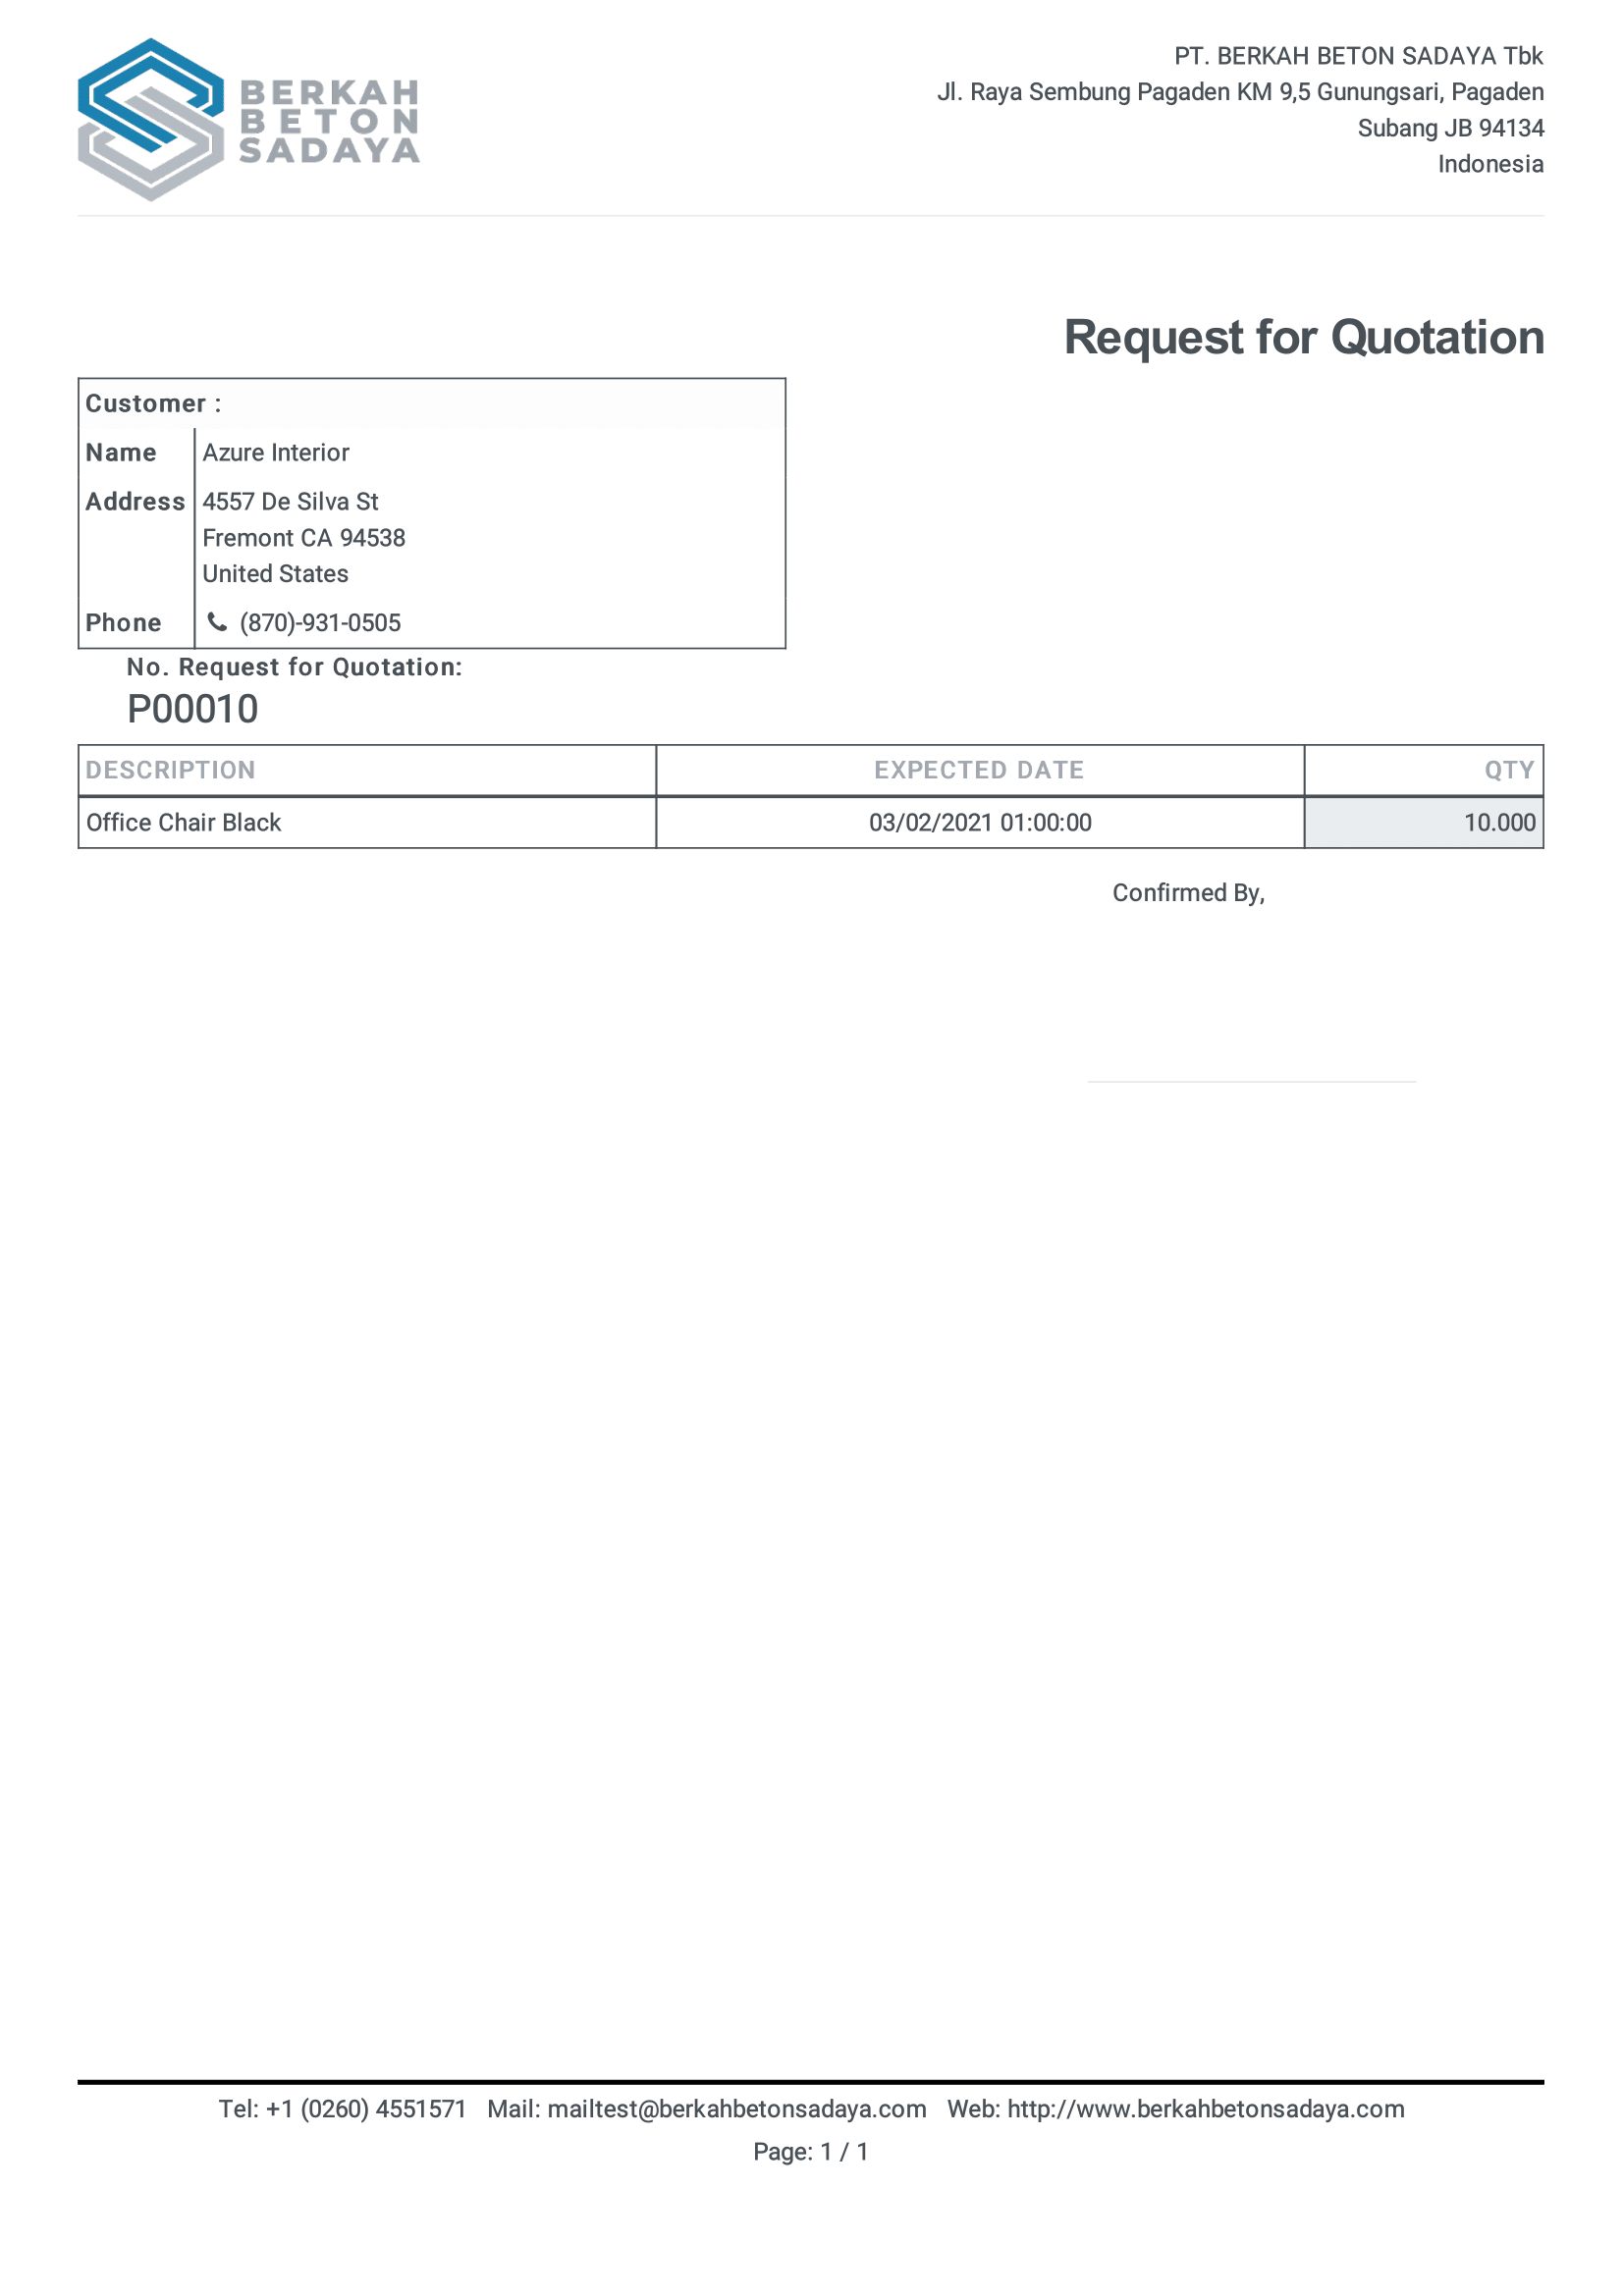 BERKAH
BETON
SADAYA
PT. BERKAH BETON SADAYA Tbk
Jl. Raya Sembung Pagaden KM 9,5 Gunungsari, Pagaden
Subang JB 94134
Indonesia
Request for Quotation
Customer :
Name Azure Interior
Address 4557 De Silva St
Fremont CA 94538
United States
Phone (870)-931-0505
No. Request for Quotation:
P00010
DESCRIPTION EXPECTED DATE QTY
Office Chair Black 03/02/2021 01:00:00 10.000
Confirmed By,
Tel: +1 (0260) 4551571 Mail: mailtest@berkahbetonsadaya.com Web: http://www.berkahbetonsadaya.com
Page: 1 / 1